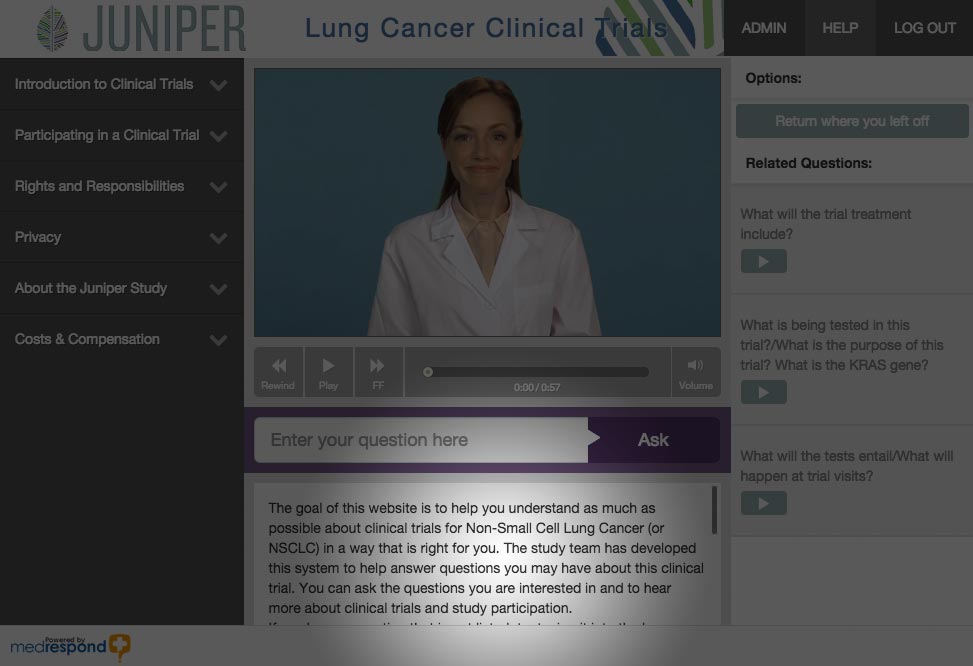 JUNIPER
Lung Cancer Clinical Trials
ADMIN
HELP
LOG OUT
Introduction to Clinical Trials
Participating in a Clinical Trial
Rights and Responsibilities
Privacy
About the Juniper Study
Costs & Compensation
Rewind
Play
FF
0:00 / 0:57
Volume
Enter your question here
Ask
The goal of this website is to help you understand as much as
possible about clinical trials for Non-Small Cell Lung Cancer (or
NSCLC) in a way that is right for you. The study team has developed
this system to help answer questions you may have about this clinical
trial. You can ask the questions you are interested in and to hear
more about clinical trials and study participation.
Options:
Return where you left off
Related Questions:
What will the trial treatment
include?
What is being tested in this
trial?/What is the purpose of this
trial? What is the KRAS gene?
What will the tests entail/What will
happen at trial visits?
Powered by
medrespond